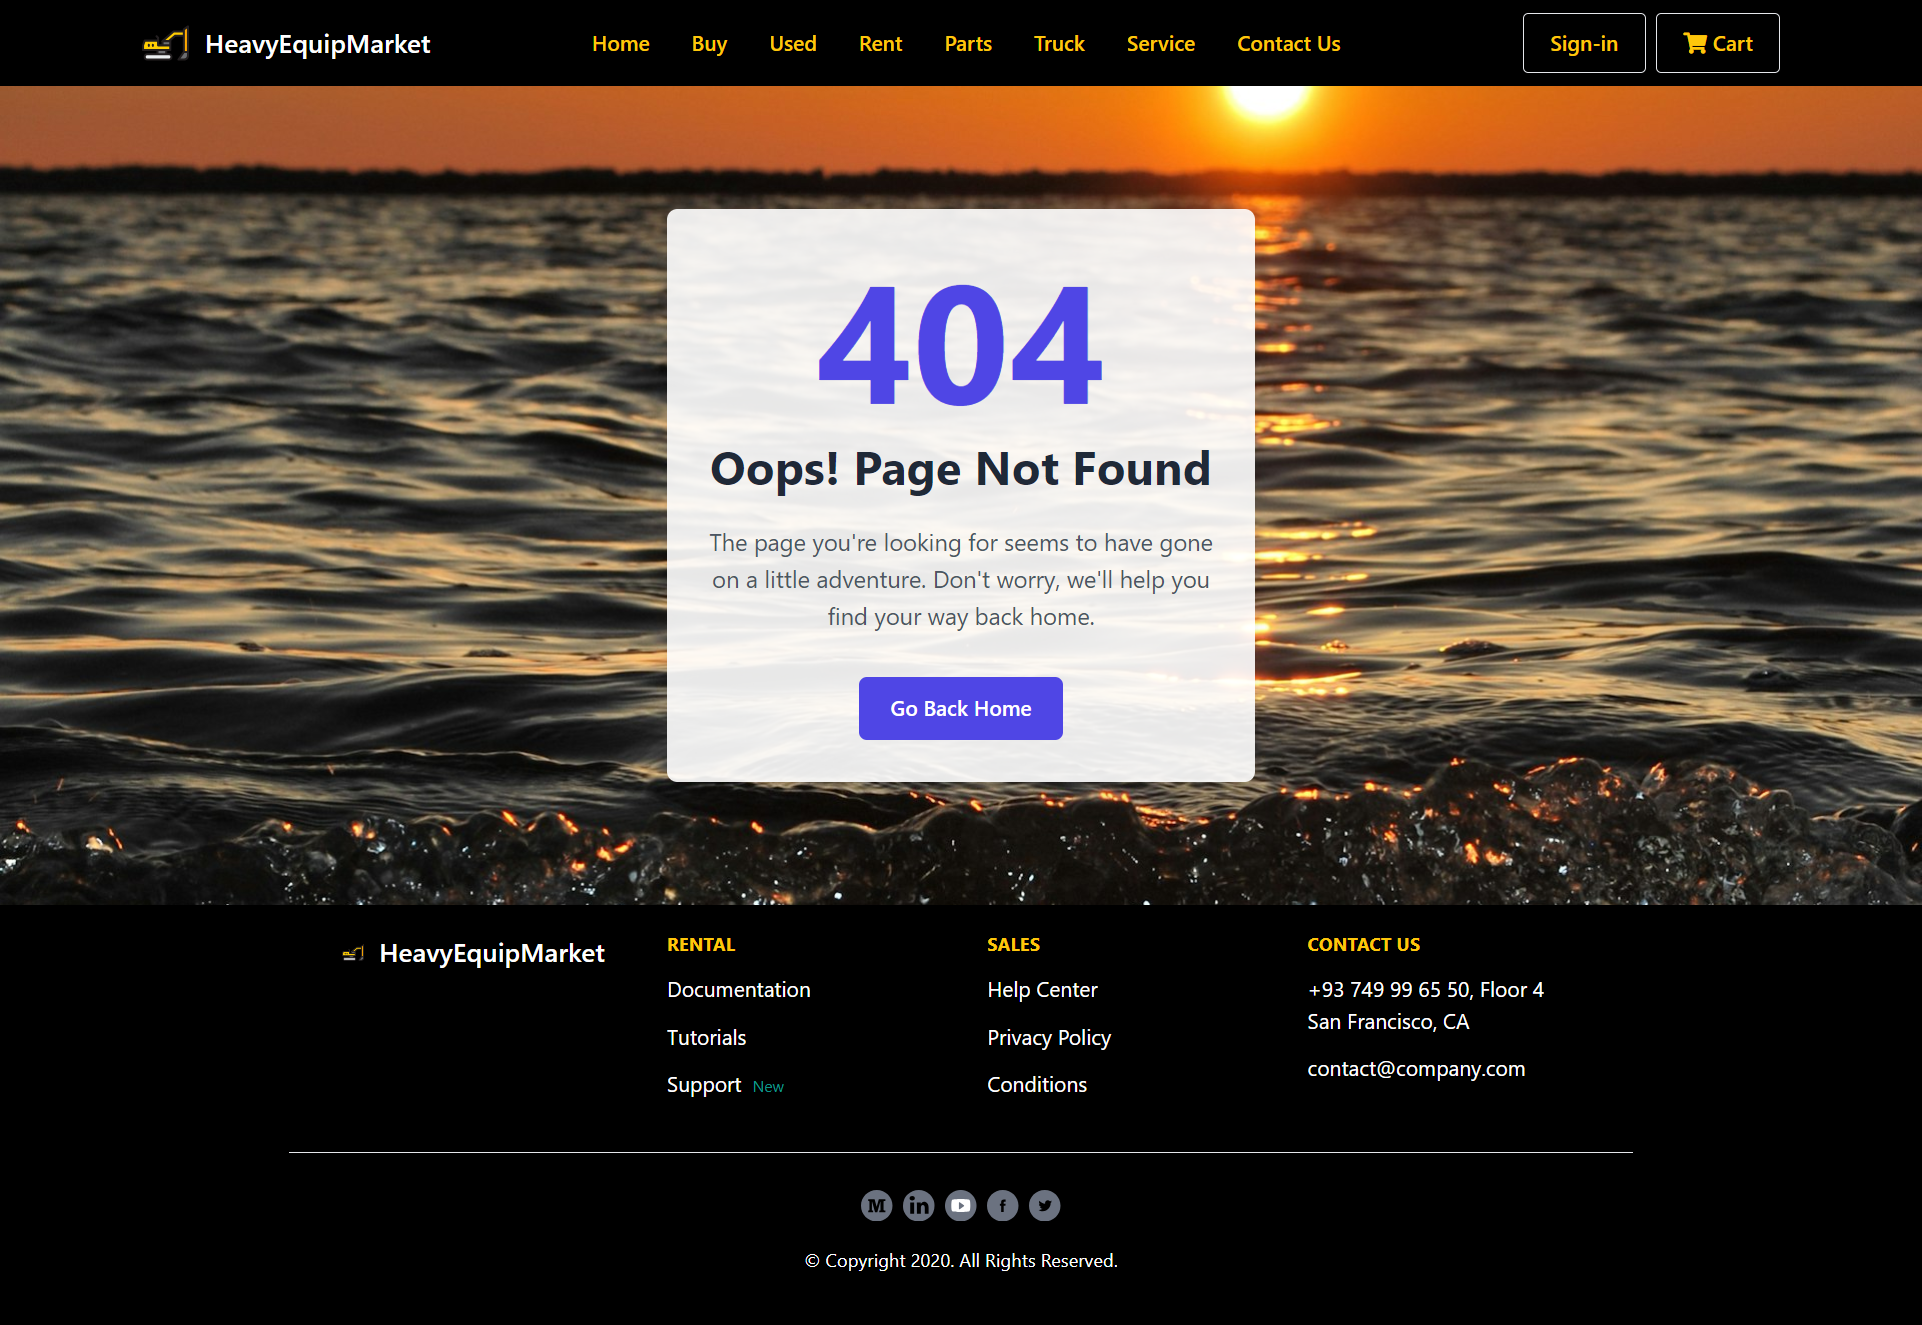 HeavyEquipMarket
Home Buy Used Rent Parts Truck Service Contact Us
Sign-in
Cart
404
Oops! Page Not Found
The page you're looking for seems to have gone
on a little adventure. Don't worry, we'll help you
find your way back home.
Go Back Home
HeavyEquipMarket
RENTAL
Documentation
Tutorials
Support New
SALES
Help Center
Privacy Policy
Conditions
CONTACT US
+93 749 99 65 50, Floor 4
San Francisco, CA
contact@company.com
© Copyright 2020. All Rights Reserved.